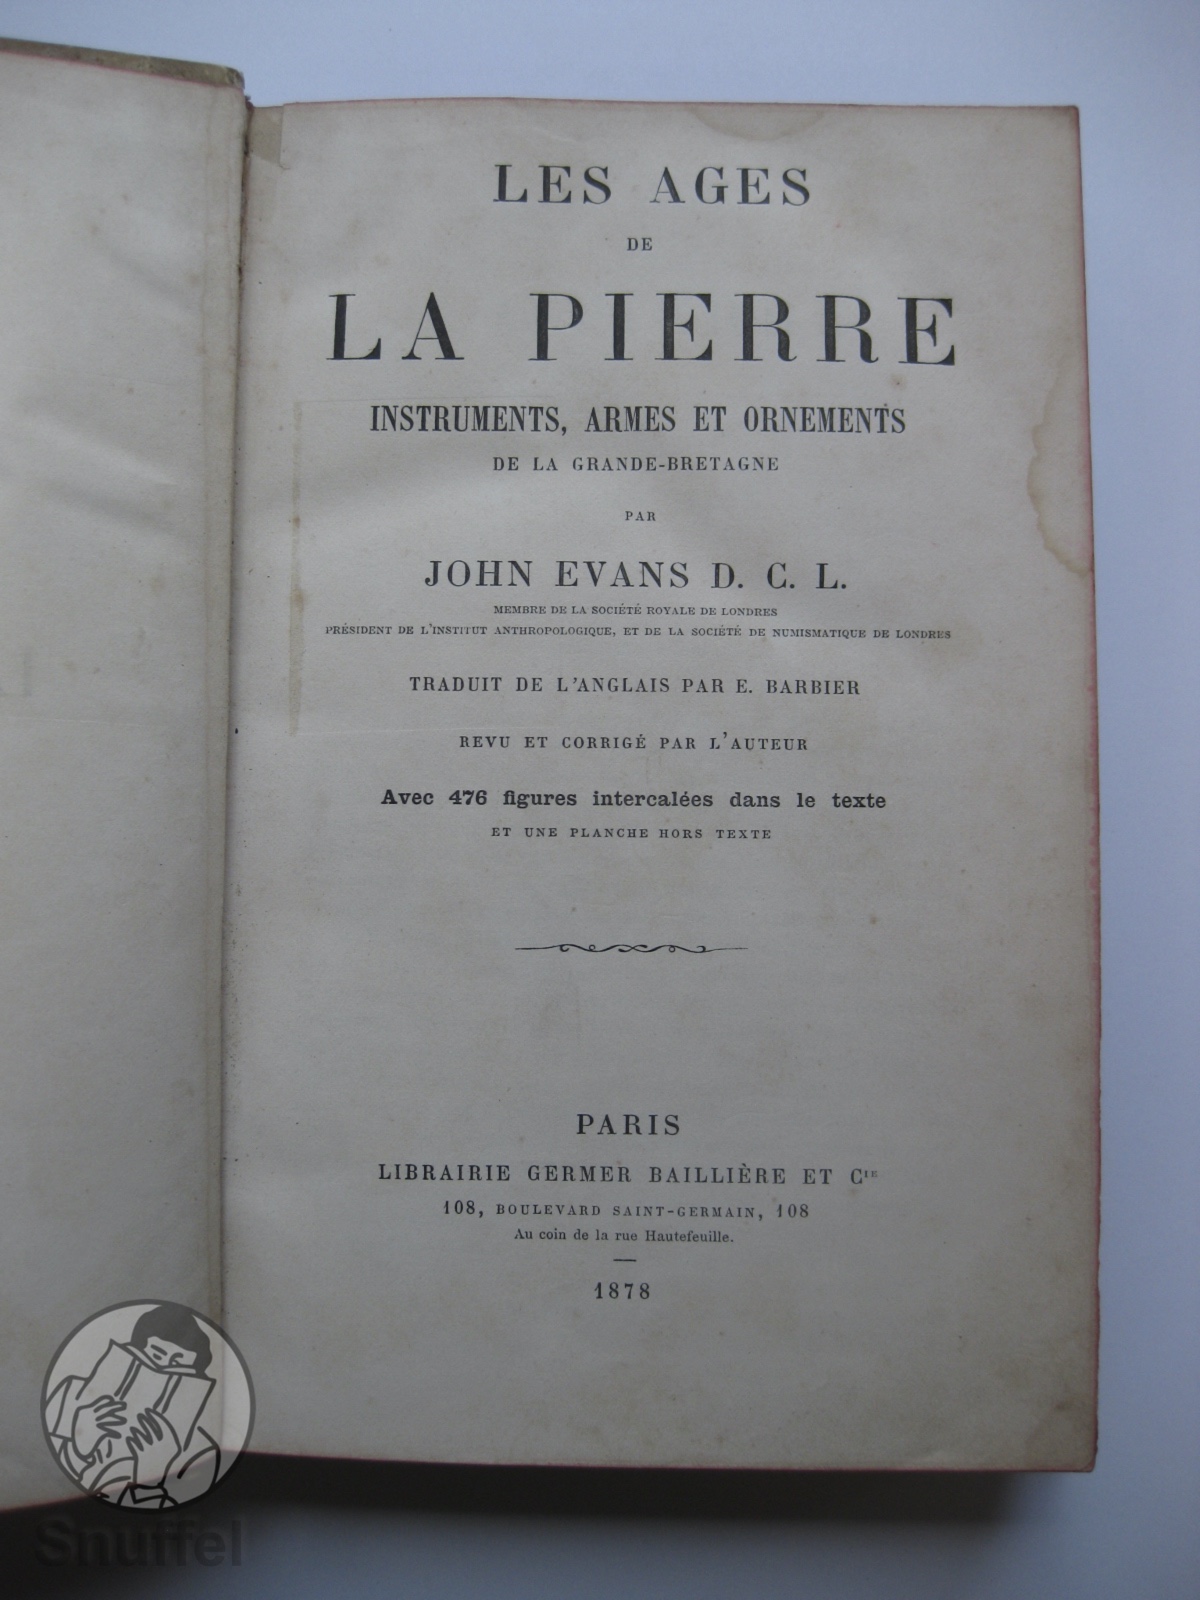 LES AGES
DE
LA PIERRE
INSTRUMENTS, ARMES ET ORNEMENTS
DE LA GRANDE-BRETAGNE
PAR
JOHN EVANS D. C. L.
MEMBRE DE LA SOCIÉTÉ ROYALE DE LONDRES
PRÉSIDENT DE L'INSTITUT ANTHROPOLOGIQUE, ET DE LA SOCIÉTÉ DE NUMISMATIQUE DE LONDRES
TRADUIT DE L'ANGLAIS PAR E. BARBIER
REVU ET CORRIGÉ PAR L'AUTEUR
Avec 476 figures intercalées dans le texte
ET UNE PLANCHE HORS TEXTE
PARIS
LIBRAIRIE GERMER BAILLIÈRE ET CIE
108, BOULEVARD SAINT-GERMAIN, 108
Au coin de la rue Hautefeuille.
1878
Snuffel